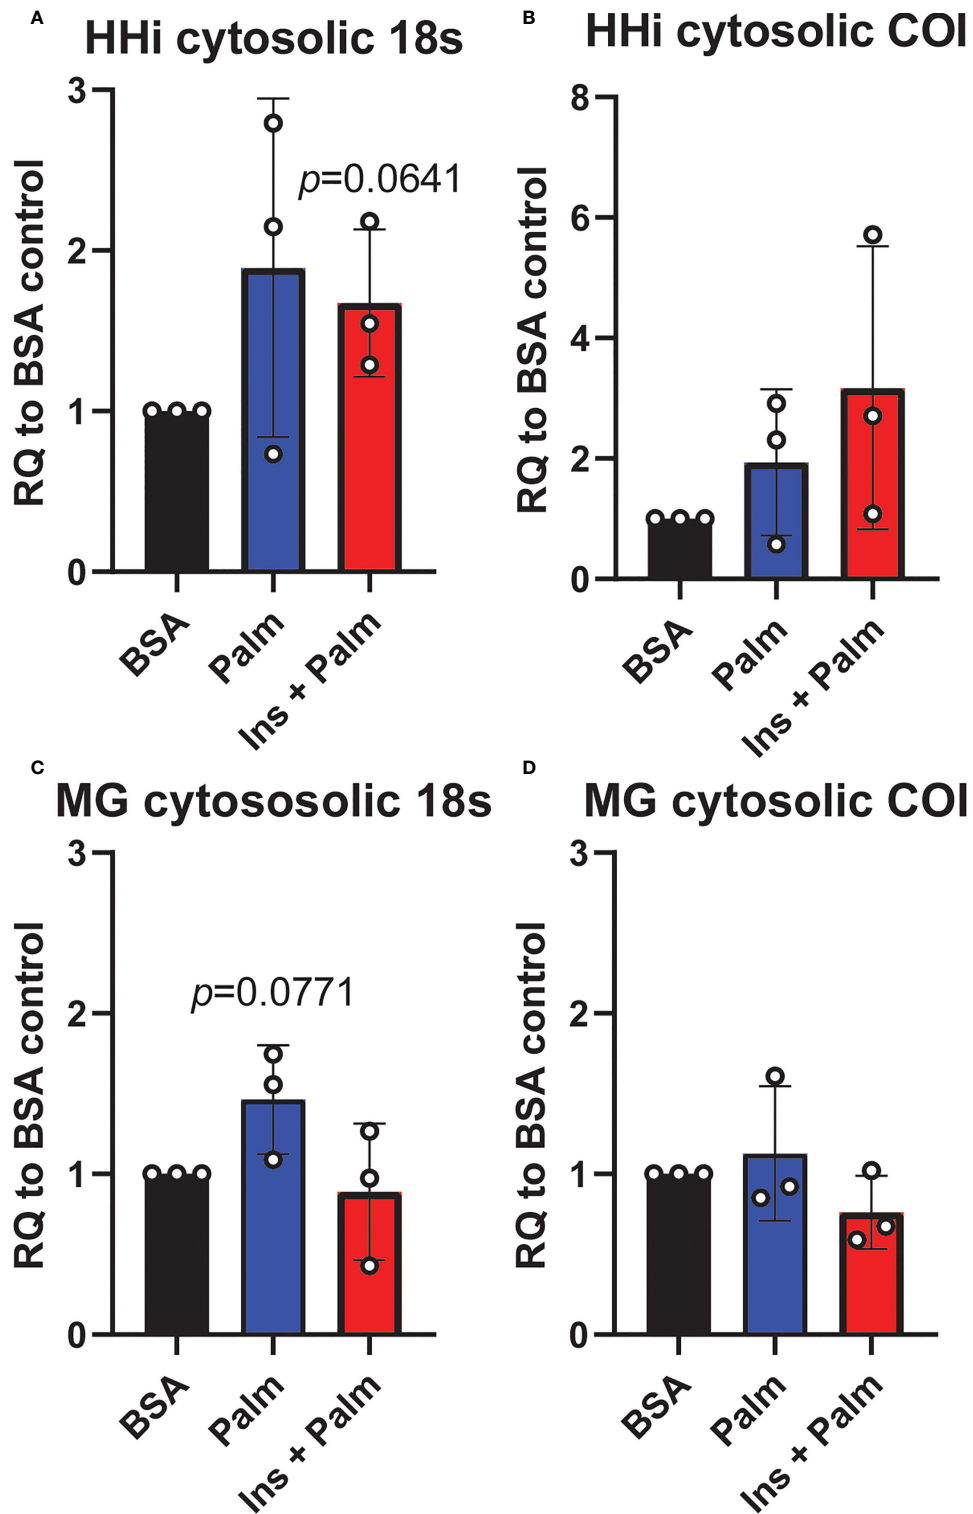 A
HHi cytosolic 18s
RQ to BSA control
3
2
1
0
p=0.0641
BSA
Palm
Ins + Palm
B
HHi cytosolic COI
RQ to BSA control
8
6
4
2
0
BSA
Palm
Ins + Palm
C
MG cytososolic 18s
RQ to BSA control
3
2
1
0
p=0.0771
BSA
Palm
Ins + Palm
D
MG cytosolic COI
RQ to BSA control
3
2
1
0
BSA
Palm
Ins + Palm